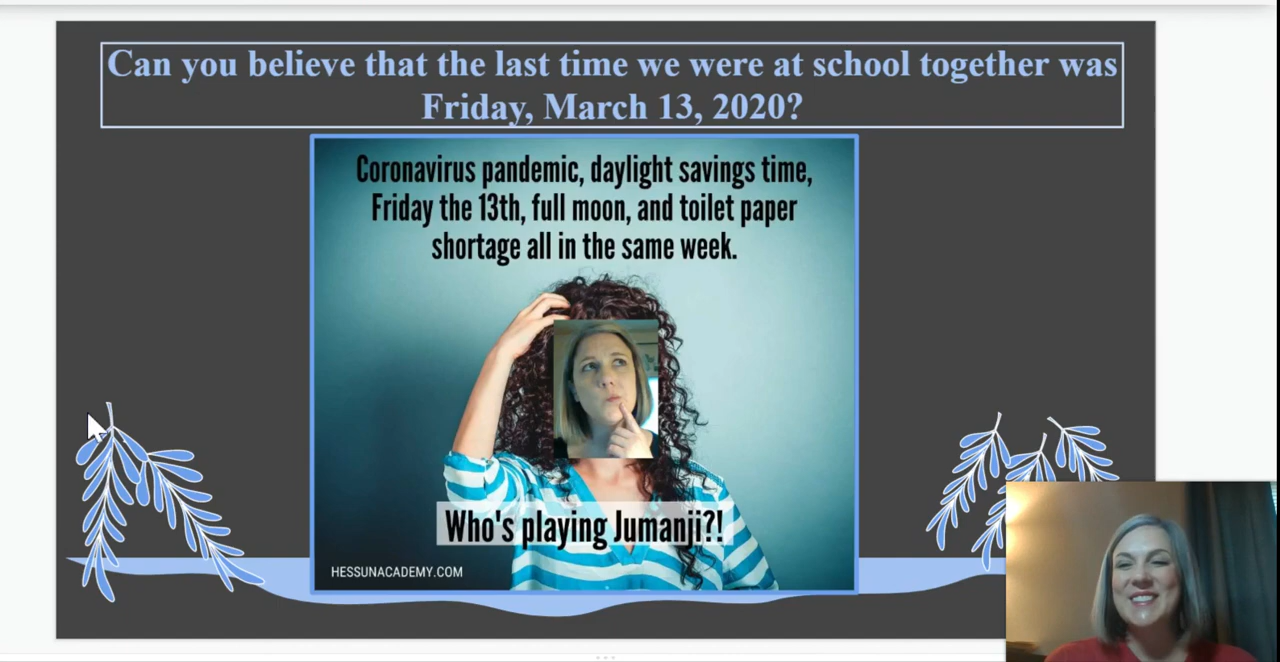 Can you believe that the last time we were at school together was
Friday, March 13, 2020?
Coronavirus pandemic, daylight savings time,
Friday the 13th, full moon, and toilet paper
shortage all in the same week.
Who's playing Jumanji?!
HESSUNACADEMY.COM